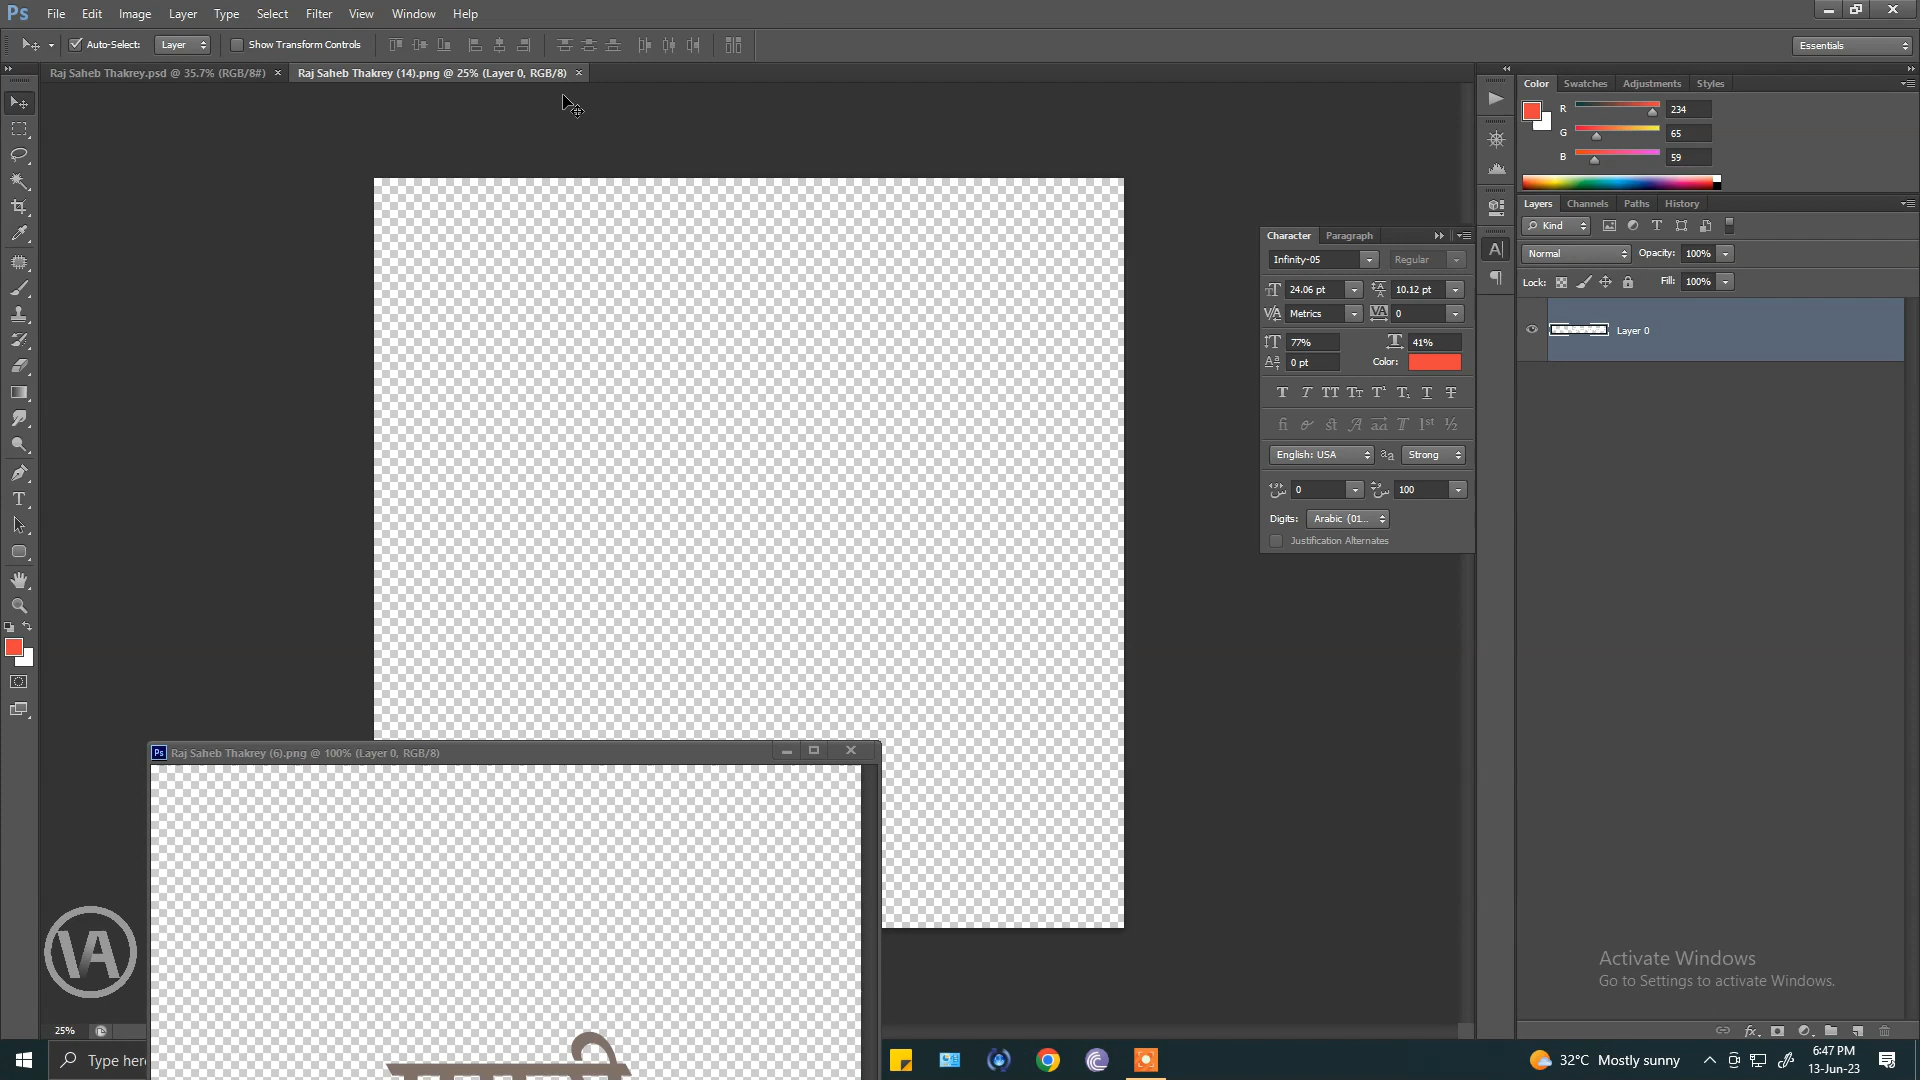 Ps File Edit Image Layer Type Select Filter View Window Help
Auto-Select: Layer Show Transform Controls Essentials
Raj Saheb Thakrey.psd @ 35.7% (RGB/8#) × Raj Saheb Thakrey (14).png @ 25% (Layer 0, RGB/8) ×
Color Swatches Adjustments Styles
R 234
G 65
B 59
Layers Channels Paths History
Kind
Normal Opacity: 100%
Lock: Fill: 100%
Layer 0
Character Paragraph
Infinity-05 Regular
24.06 pt 10.12 pt
Metrics 0
77% 41%
0 pt Color:
English: USA Strong
0 100
Digits: Arabic (01...
Justification Alternates
Ps Raj Saheb Thakrey (6).png @ 100% (Layer 0, RGB/8)
VA
Activate Windows
Go to Settings to activate Windows.
25%
Type here
32°C Mostly sunny
6:47 PM
13-Jun-23